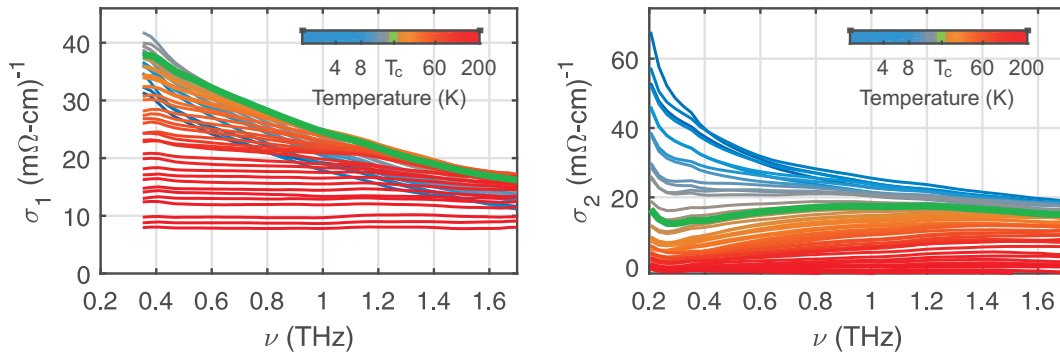 40
30
20
10
0
σ1 (mΩ-cm)-1
4 8 Tc 60 200
Temperature (K)
0.2 0.4 0.6 0.8 1 1.2 1.4 1.6
ν (THz)
60
40
20
0
σ2 (mΩ-cm)-1
4 8 Tc 60 200
Temperature (K)
0.2 0.4 0.6 0.8 1 1.2 1.4 1.6
ν (THz)